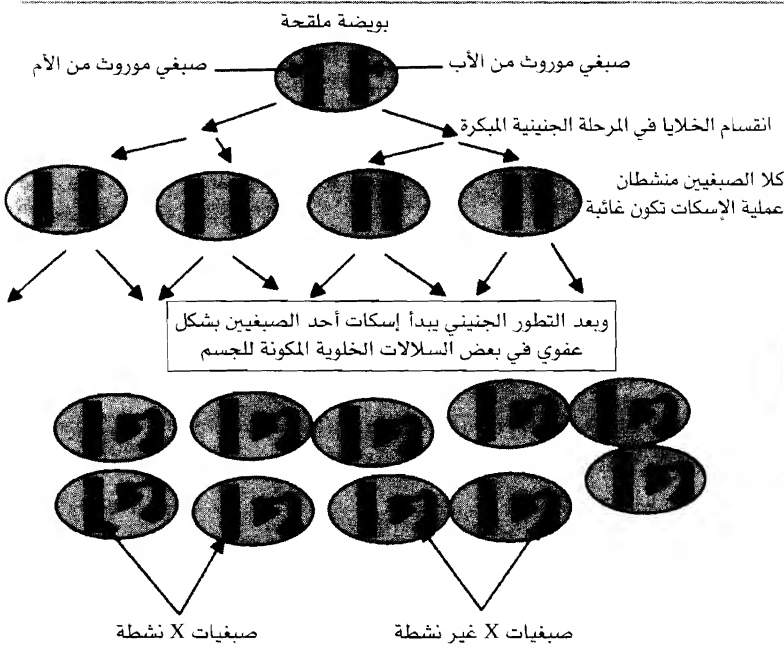 بويضة ملقحة
صبغي موروث من الأب
صبغي موروث من الأم
انقسام الخلايا في المرحلة الجنينية المبكرة
كلا الصبغيين منشطان
عملية الإسكات تكون غائبة
وبعد التطور الجنيني يبدأ إسكات أحد الصبغيين بشكل
عفوي في بعض السلالات الخلوية المكونة للجسم
صبغيات X غير نشطة
صبغيات X نشطة